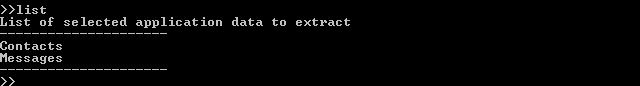 >>list
List of selected application data to extract
---------------------
Contacts
Messages
---------------------
>>